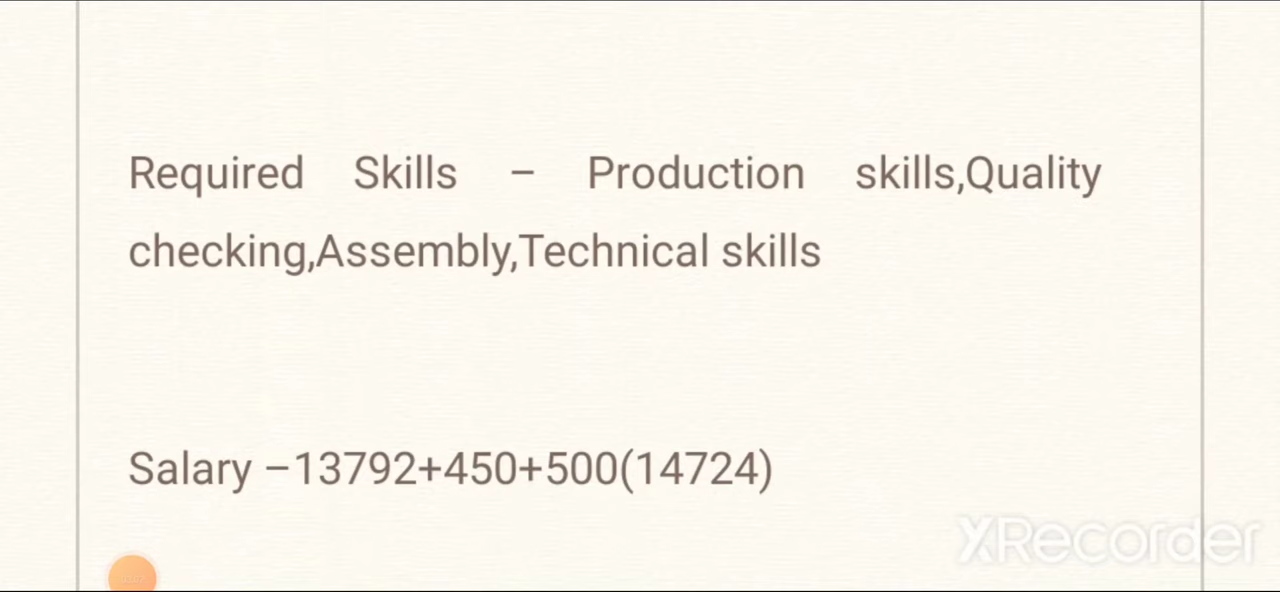 Required Skills – Production skills,Quality
checking,Assembly,Technical skills
Salary –13792+450+500(14724)
XRecorder